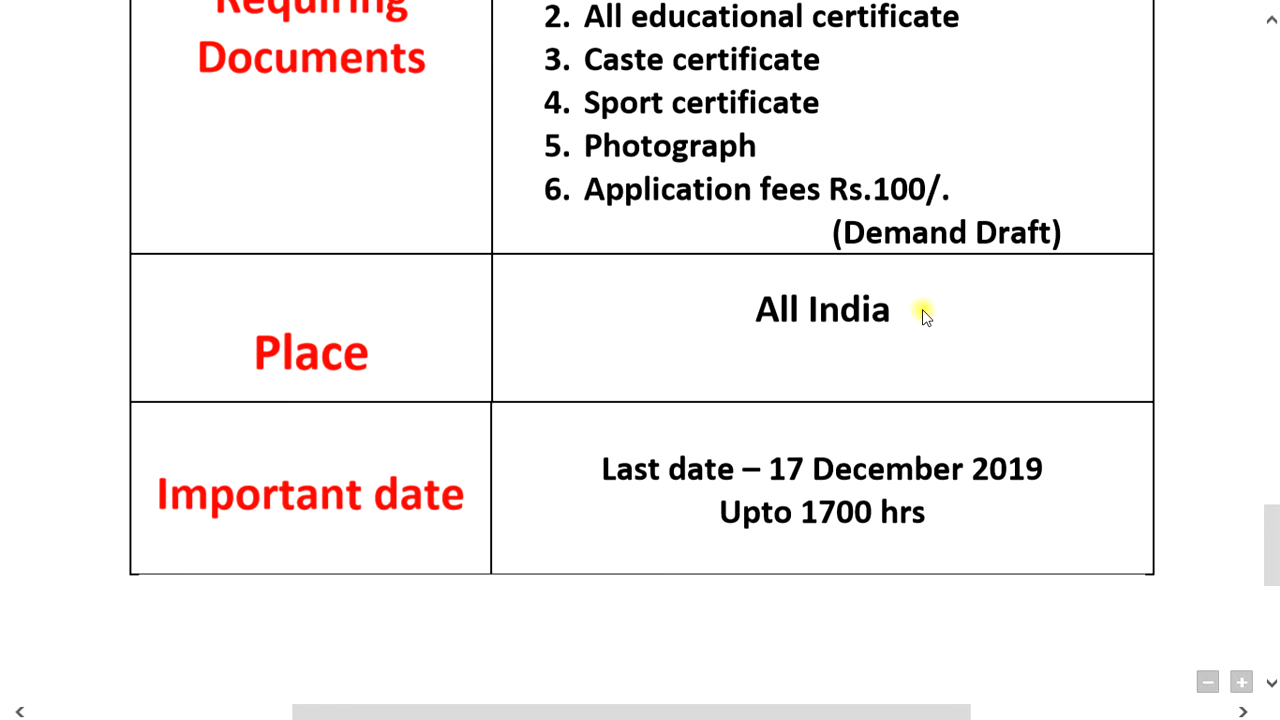 Requiring
Documents
2. All educational certificate
3. Caste certificate
4. Sport certificate
5. Photograph
6. Application fees Rs.100/.
(Demand Draft)
Place
All India
Important date
Last date – 17 December 2019
Upto 1700 hrs